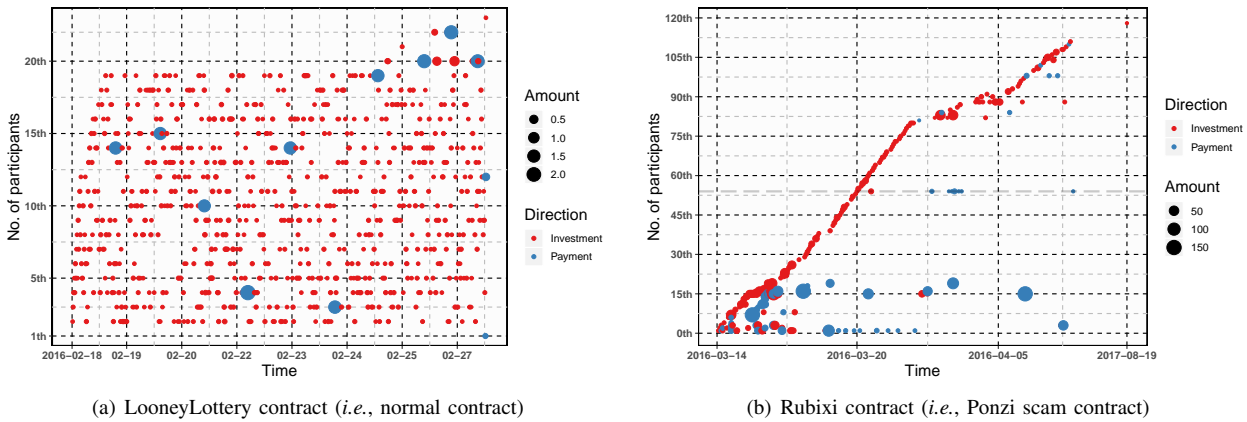 No. of participants
20th
15th
10th
5th
1th
2016−02−18
02−19
02−20
02−22
02−23
02−24
02−25
02−27
Time
Amount
0.5
1.0
1.5
2.0
Direction
Investment
Payment
(a) LooneyLottery contract (i.e., normal contract)
No. of participants
120th
105th
90th
75th
60th
45th
30th
15th
0th
2016−03−14
2016−03−20
2016−04−05
2017−08−19
Time
Direction
Investment
Payment
Amount
50
100
150
(b) Rubixi contract (i.e., Ponzi scam contract)